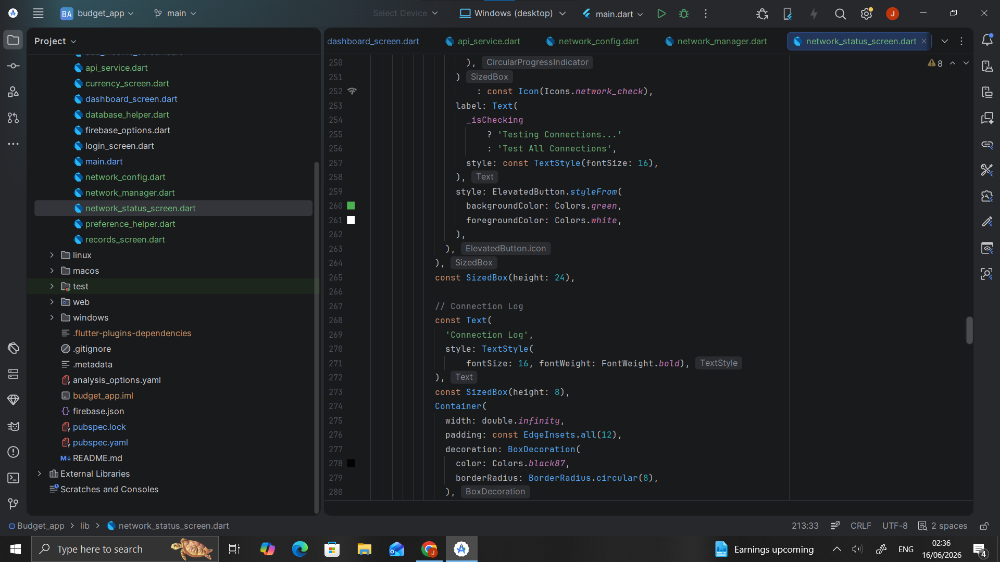 BA budget_app
main
Select Device
Windows (desktop)
main.dart
J
Project
dashboard_screen.dart
api_service.dart
network_config.dart
network_manager.dart
network_status_screen.dart
api_service.dart
currency_screen.dart
dashboard_screen.dart
database_helper.dart
firebase_options.dart
login_screen.dart
main.dart
network_config.dart
network_manager.dart
network_status_screen.dart
preference_helper.dart
records_screen.dart
linux
macos
test
web
windows
.flutter-plugins-dependencies
.gitignore
.metadata
analysis_options.yaml
budget_app.iml
firebase.json
pubspec.lock
pubspec.yaml
README.md
External Libraries
Scratches and Consoles
8
250 ), CircularProgressIndicator
251 ) SizedBox
252 : const Icon(Icons.network_check),
253 label: Text(
254 _isChecking
255 ? 'Testing Connections...'
256 : 'Test All Connections',
257 style: const TextStyle(fontSize: 16),
258 ), Text
259 style: ElevatedButton.styleFrom(
260 backgroundColor: Colors.green,
261 foregroundColor: Colors.white,
262 ),
263 ), ElevatedButton.icon
264 ), SizedBox
265 const SizedBox(height: 24),
266
267 // Connection Log
268 const Text(
269 'Connection Log',
270 style: TextStyle(
271 fontSize: 16, fontWeight: FontWeight.bold), TextStyle
272 ), Text
273 const SizedBox(height: 8),
274 Container(
275 width: double.infinity,
276 padding: const EdgeInsets.all(12),
277 decoration: BoxDecoration(
278 color: Colors.black87,
279 borderRadius: BorderRadius.circular(8),
280 ), BoxDecoration
Budget_app > lib > network_status_screen.dart
213:33
CRLF
UTF-8
2 spaces
Type here to search
Earnings upcoming
ENG
02:36
16/06/2026
4